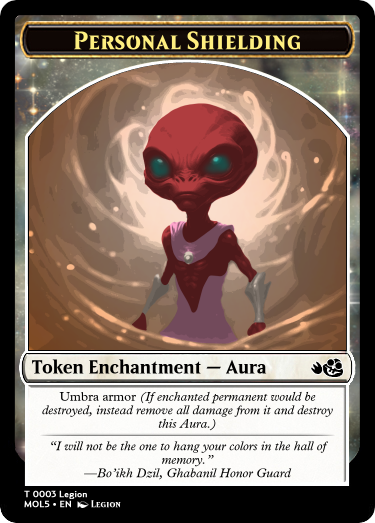 Personal Shielding
Token Enchantment — Aura
Umbra armor (If enchanted permanent would be
destroyed, instead remove all damage from it and destroy
this Aura.)
“I will not be the one to hang your colors in the hall of
memory.”
—Bo’ikh Dzil, Ghabanil Honor Guard
T 0003 Legion
MOL5 • EN Legion